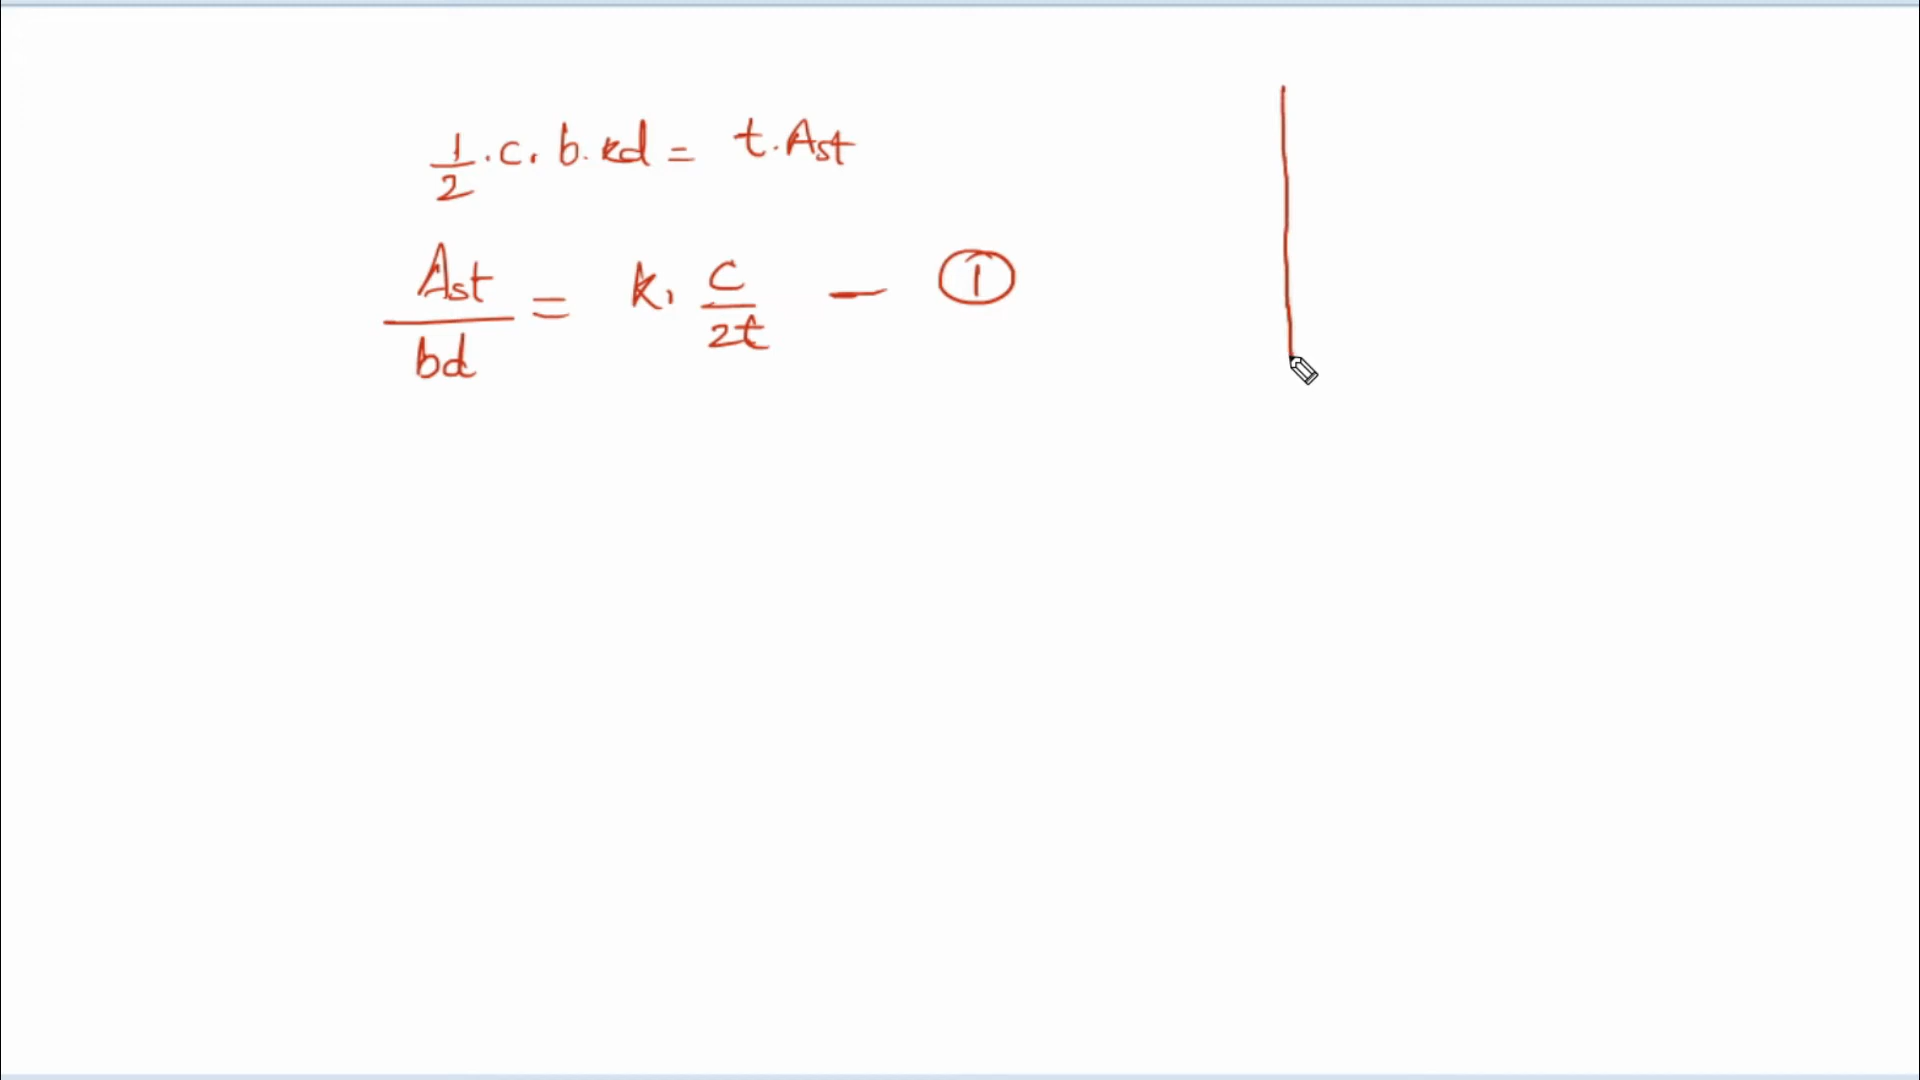 1/2 . c . b . kd = t . Ast
Ast/bd = k . c/2t — ①